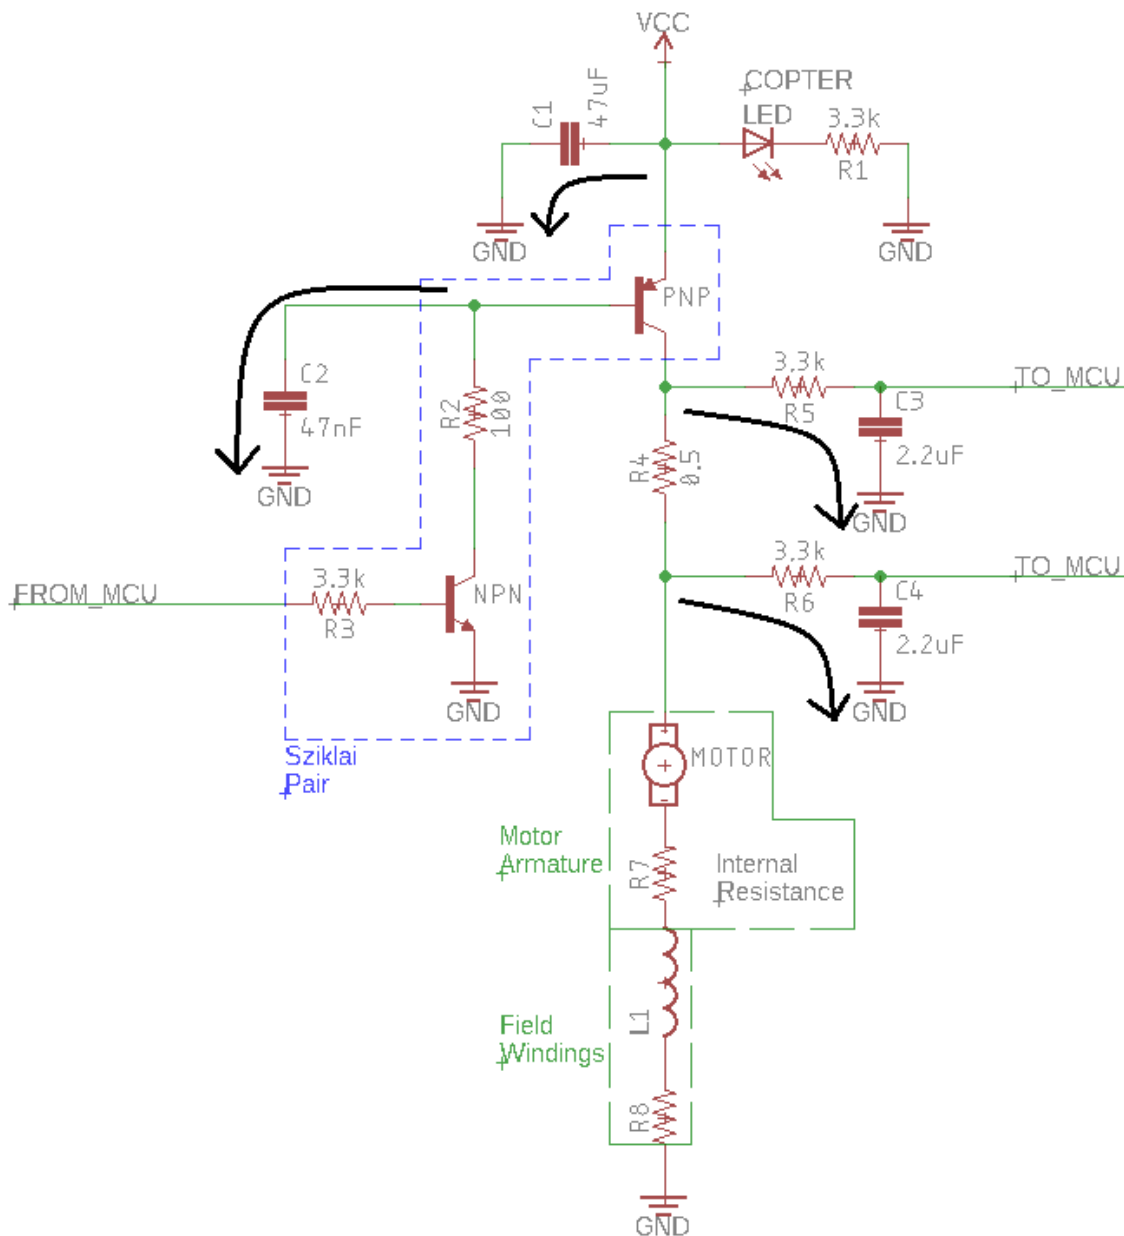 VCC
COPTER
LED
C1
47uF
3.3k
R1
GND
GND
PNP
C2
47nF
GND
R2
100
3.3k
R5
TO_MCU
C3
2.2uF
GND
R4
0.5
3.3k
R6
TO_MCU
C4
2.2uF
GND
FROM_MCU
3.3k
R3
NPN
GND
Sziklai
Pair
+
MOTOR
-
Motor
Armature
R7
Internal
Resistance
Field
Windings
L1
R8
GND